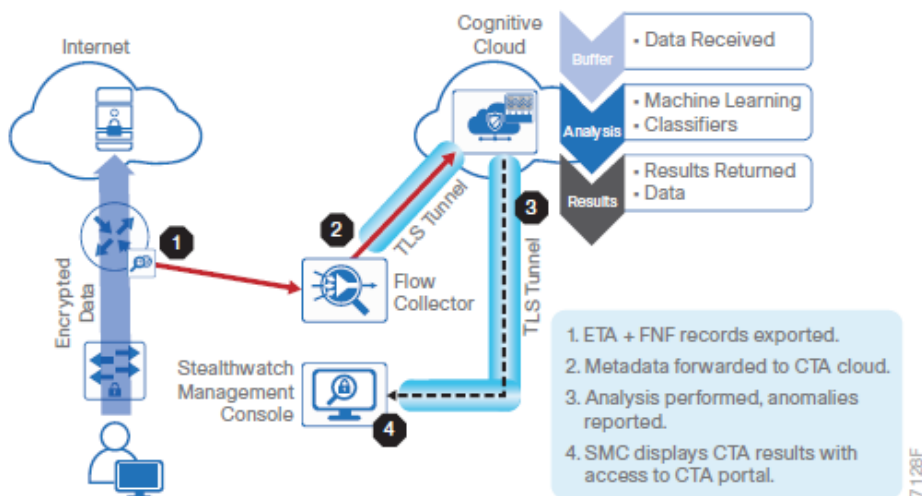 Internet
Cognitive
Cloud
Buffer
• Data Received
Analysis
• Machine Learning
• Classifiers
Results
• Results Returned
• Data
1
2
3
TLS Tunnel
TLS Tunnel
Encrypted
Data
Flow
Collector
Stealthwatch
Management
Console
4
1. ETA + FNF records exported.
2. Metadata forwarded to CTA cloud.
3. Analysis performed, anomalies
reported.
4. SMC displays CTA results with
access to CTA portal.